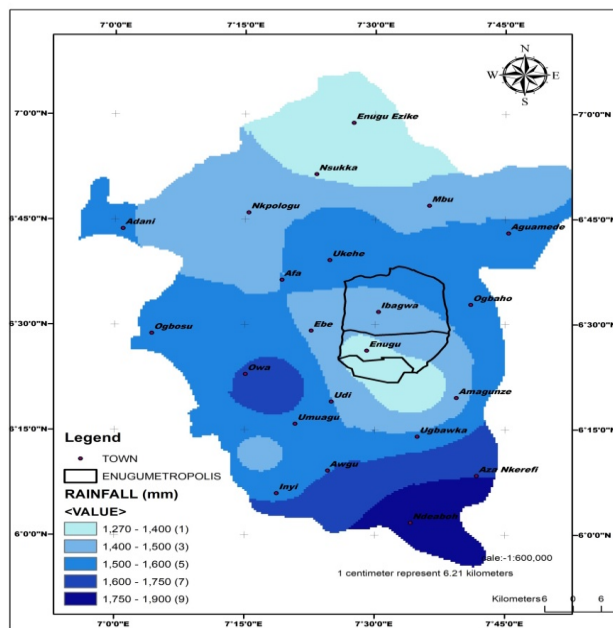 7°0'0"E 7°15'0"E 7°30'0"E 7°45'0"E
N
W E
S
7°0'0"N 7°0'0"N
Enugu Ezike
Nsukka
Mbu
Nkpologu
6°45'0"N 6°45'0"N
Adani
Aguamede
Ukehe
Afa
Ogbaho
Ibagwa
6°30'0"N 6°30'0"N
Ogbosu
Ebe
Enugu
Owa
Udi
Amagunze
Umuagu
6°15'0"N 6°15'0"N
Ugbawka
Legend
TOWN
ENUGUMETROPOLIS
RAINFALL (mm)
<VALUE>
1,270 - 1,400 (1)
1,400 - 1,500 (3)
1,500 - 1,600 (5)
1,600 - 1,750 (7)
1,750 - 1,900 (9)
Awgu
Aza Nkerefi
Inyi
6°0'0"N 6°0'0"N
cale:-1:600,000
1 centimeter represent 6.21 kilometers
Kilometers
6 0 6
7°0'0"E 7°15'0"E 7°30'0"E 7°45'0"E